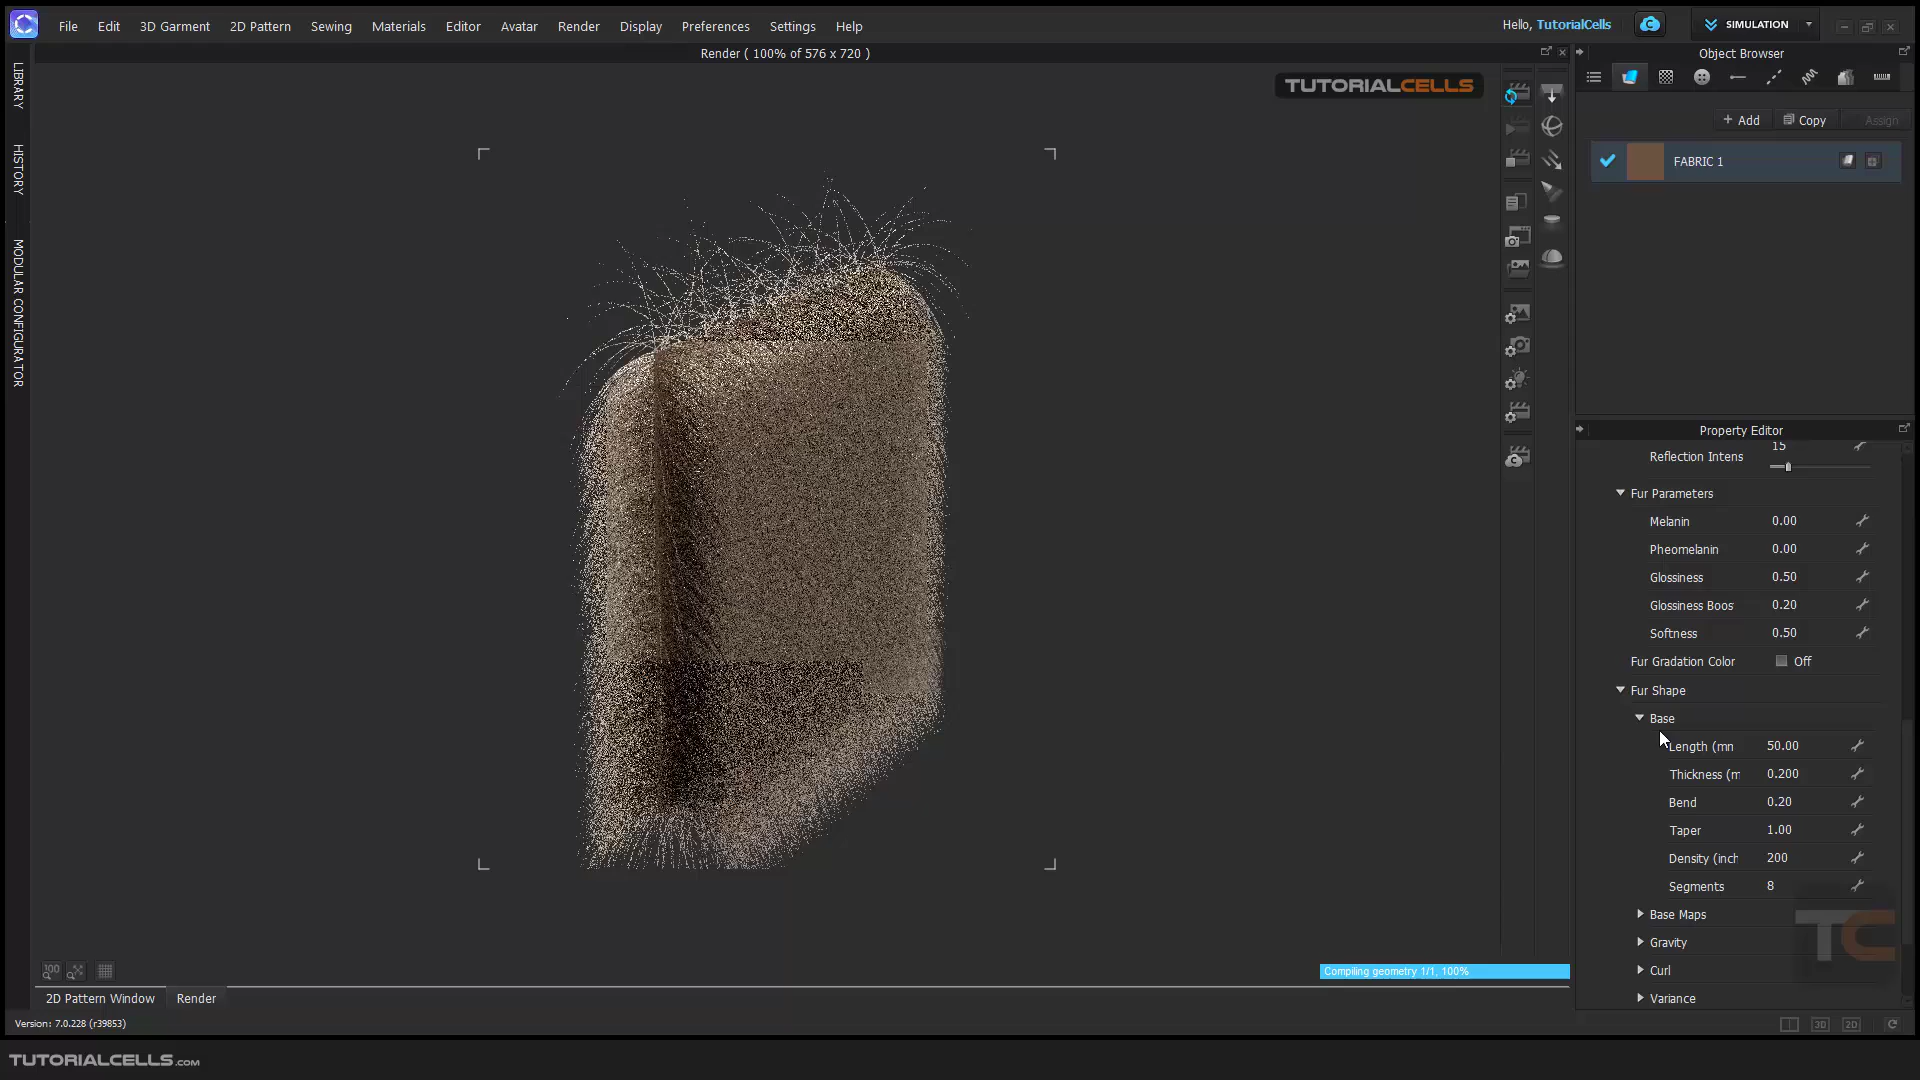 File Edit 3D Garment 2D Pattern Sewing Materials Editor Avatar Render Display Preferences Settings Help
Hello, TutorialCells
SIMULATION
Render ( 100% of 576 x 720 )
Object Browser
LIBRARY
HISTORY
MODULAR CONFIGURATOR
TUTORIALCELLS
+ Add
Copy
Assign
FABRIC 1
Property Editor
15
Reflection Intens
Fur Parameters
Melanin 0.00
Pheomelanin 0.00
Glossiness 0.50
Glossiness Boos 0.20
Softness 0.50
Fur Gradation Color Off
Fur Shape
Base
Length (mn 50.00
Thickness (m 0.200
Bend 0.20
Taper 1.00
Density (inch 200
Segments 8
Base Maps
Gravity
Curl
Variance
TC
100
Compiling geometry 1/1, 100%
2D Pattern Window Render
Version: 7.0.228 (r39853)
3D 2D
TUTORIALCELLS.com